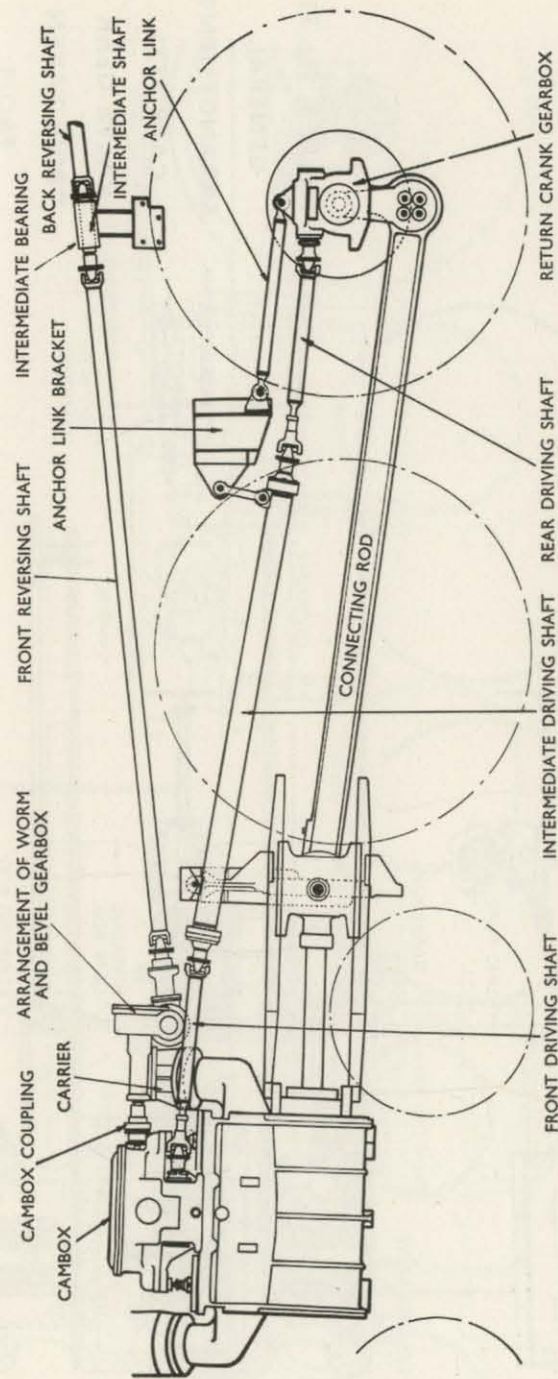 CAMBOX
CAMBOX COUPLING
CARRIER
ARRANGEMENT OF WORM
AND BEVEL GEARBOX
FRONT REVERSING SHAFT
ANCHOR LINK BRACKET
INTERMEDIATE BEARING
BACK REVERSING SHAFT
INTERMEDIATE SHAFT
ANCHOR LINK
CONNECTING ROD
FRONT DRIVING SHAFT
INTERMEDIATE DRIVING SHAFT
REAR DRIVING SHAFT
RETURN CRANK GEARBOX